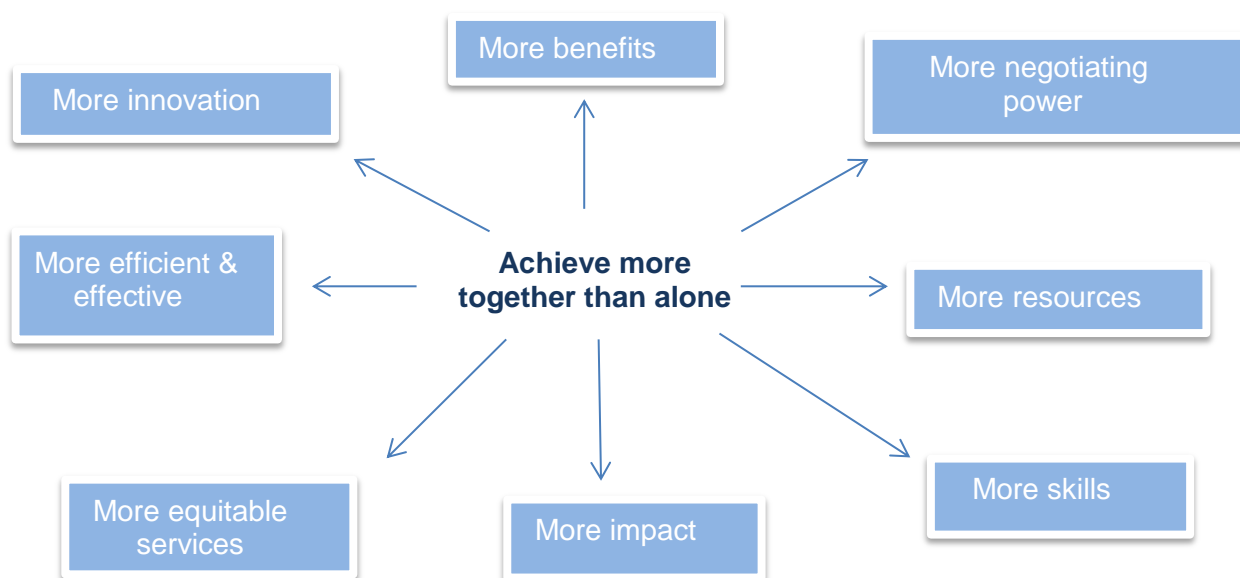 More benefits
More negotiating
power
More innovation
More efficient &
effective
Achieve more
together than alone
More resources
More equitable
services
More impact
More skills